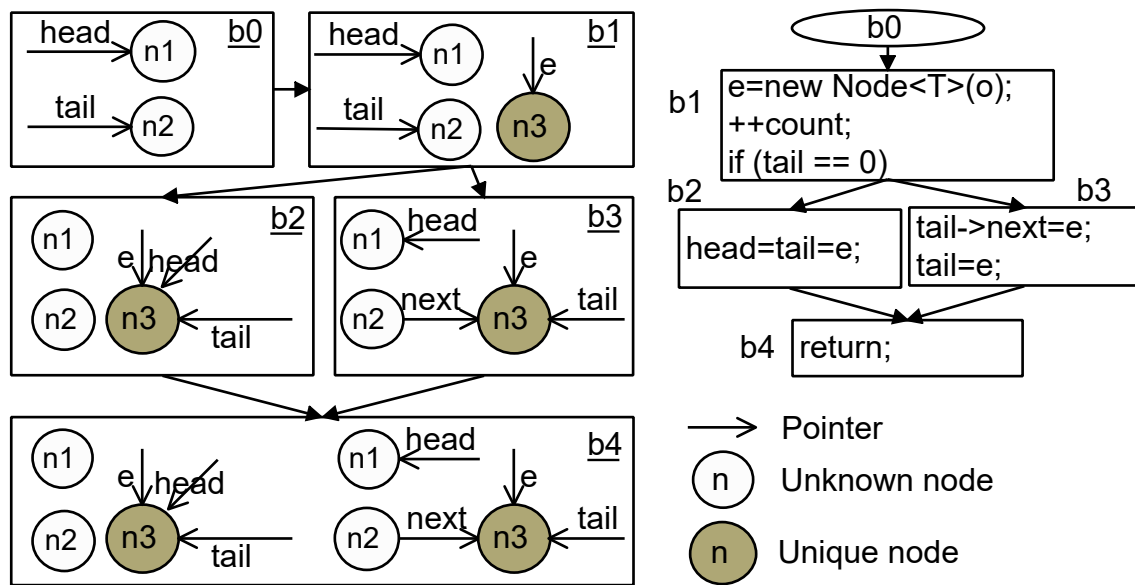 head
n1
b0
tail
n2
head
n1
b1
e
tail
n2
n3
n1
b2
e
head
n2
n3
tail
n1
head
b3
e
n2
next
n3
tail
n1
e
head
n2
n3
tail
n1
head
b4
e
n2
next
n3
tail
b0
b1
e=new Node<T>(o);
++count;
if (tail == 0)
b2
head=tail=e;
b3
tail->next=e;
tail=e;
b4
return;
Pointer
n
Unknown node
n
Unique node